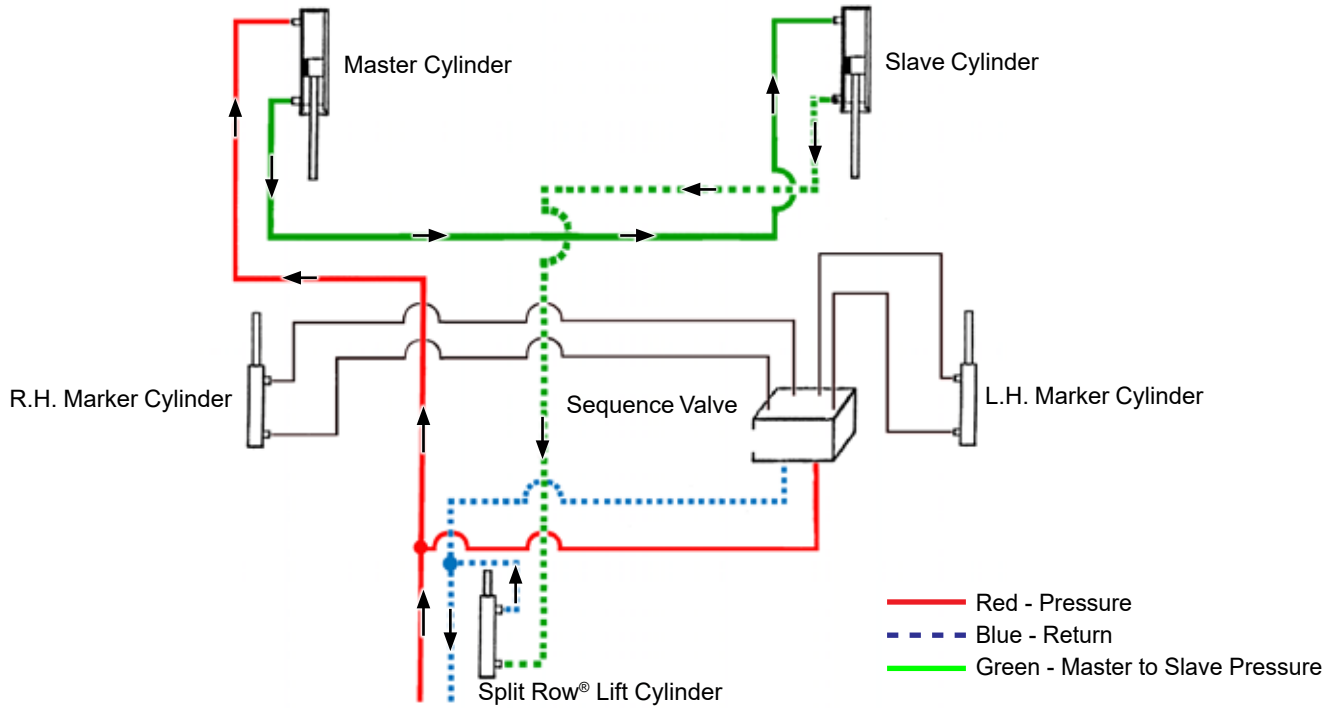 Master Cylinder
Slave Cylinder
R.H. Marker Cylinder
Sequence Valve
L.H. Marker Cylinder
Red - Pressure
Blue - Return
Green - Master to Slave Pressure
Split Row® Lift Cylinder